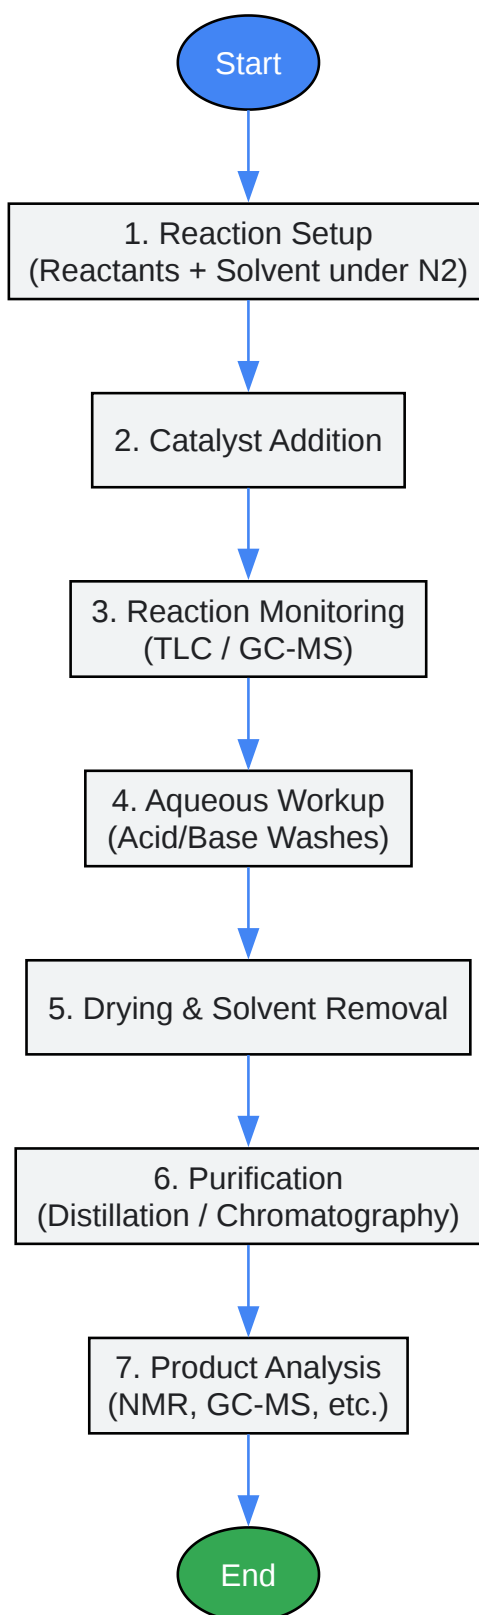 Start
1. Reaction Setup
(Reactants + Solvent under N2)
2. Catalyst Addition
3. Reaction Monitoring
(TLC / GC-MS)
4. Aqueous Workup
(Acid/Base Washes)
5. Drying & Solvent Removal
6. Purification
(Distillation / Chromatography)
7. Product Analysis
(NMR, GC-MS, etc.)
End